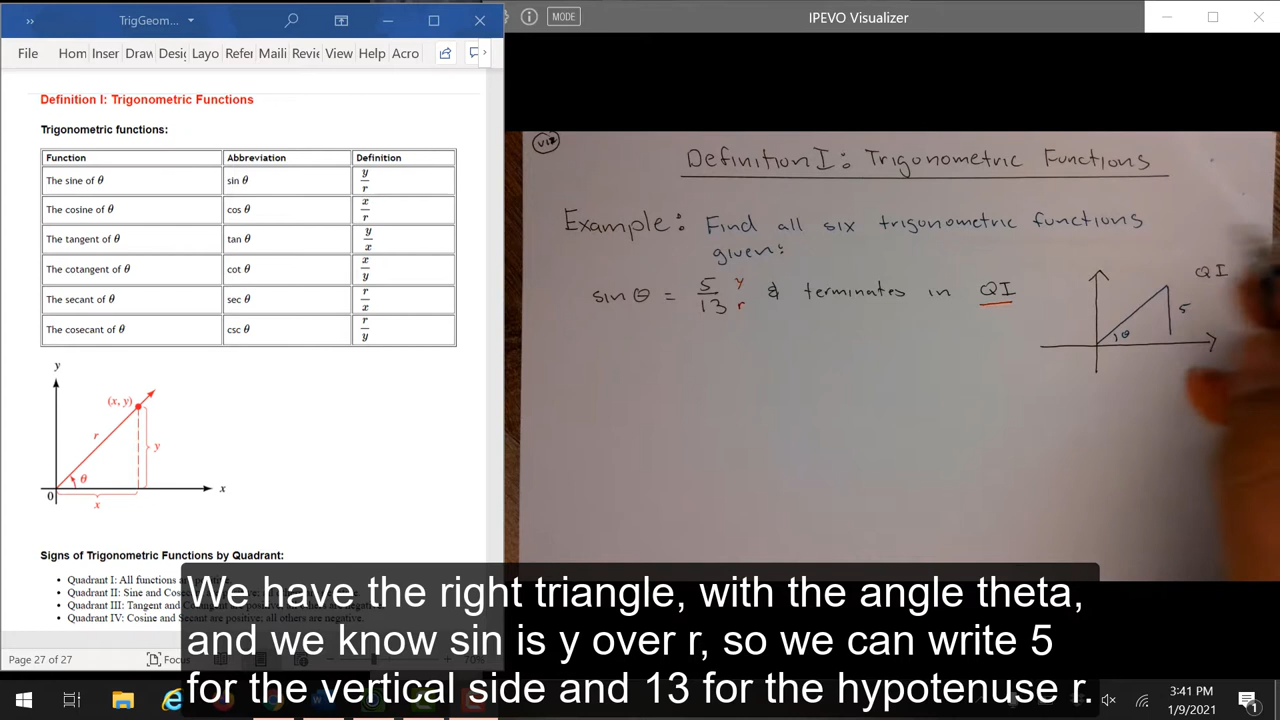 TrigGeom...
MODE
IPEVO Visualizer
File Hom Inser Draw Desig Layo Refer Maili Revie View Help Acro
Definition I: Trigonometric Functions
Trigonometric functions:
Function Abbreviation Definition
The sine of θ sin θ y/r
The cosine of θ cos θ x/r
The tangent of θ tan θ y/x
The cotangent of θ cot θ x/y
The secant of θ sec θ r/x
The cosecant of θ csc θ r/y
y
(x, y)
r
y
θ
0
x
x
Signs of Trigonometric Functions by Quadrant:
Quadrant I: All functions
Quadrant II: Sine and Cosec
Quadrant III: Tangent and
Quadrant IV: Cosine and Secant are positive; all others are negative.
Page 27 of 27
Focus
70%
VIII
Definition I: Trigonometric Functions
Example: Find all six trigonometric functions
given:
sin θ = 5/13 y/r & terminates in QI
QI
5
θ
We have the right triangle, with the angle theta,
and we know sin is y over r, so we can write 5
for the vertical side and 13 for the hypotenuse r.
3:41 PM
1/9/2021